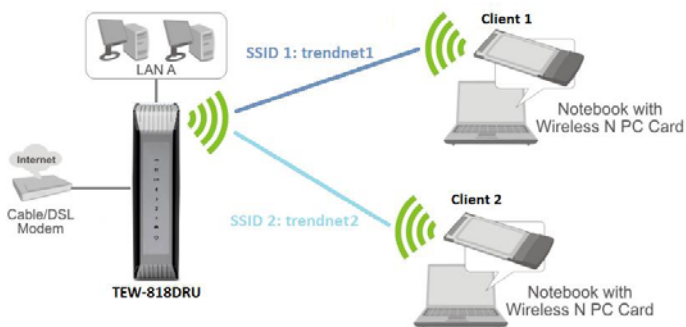 Client 1
SSID 1: trendnet1
LAN A
Notebook with
Wireless N PC Card
Internet
Cable/DSL
Modem
Client 2
SSID 2: trendnet2
TEW-818DRU
Notebook with
Wireless N PC Card